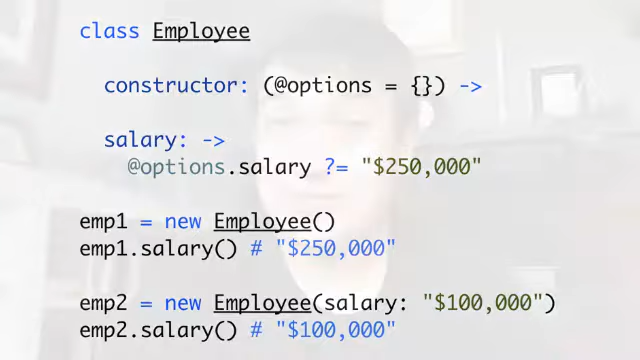 class Employee
constructor: (@options = {}) ->
salary: ->
@options.salary ?= "$250,000"
emp1 = new Employee()
emp1.salary() # "$250,000"
emp2 = new Employee(salary: "$100,000")
emp2.salary() # "$100,000"